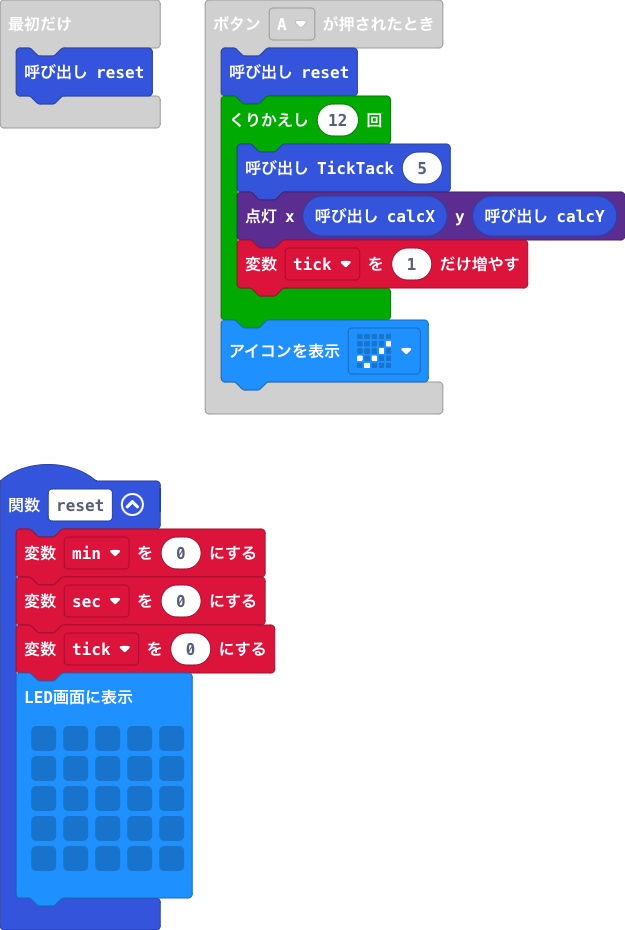 最初だけ
呼び出し reset
ボタン A が押されたとき
呼び出し reset
くりかえし 12 回
呼び出し TickTack 5
点灯 x 呼び出し calcX y 呼び出し calcY
変数 tick を 1 だけ増やす
アイコンを表示
関数 reset
変数 min を 0 にする
変数 sec を 0 にする
変数 tick を 0 にする
LED画面に表示